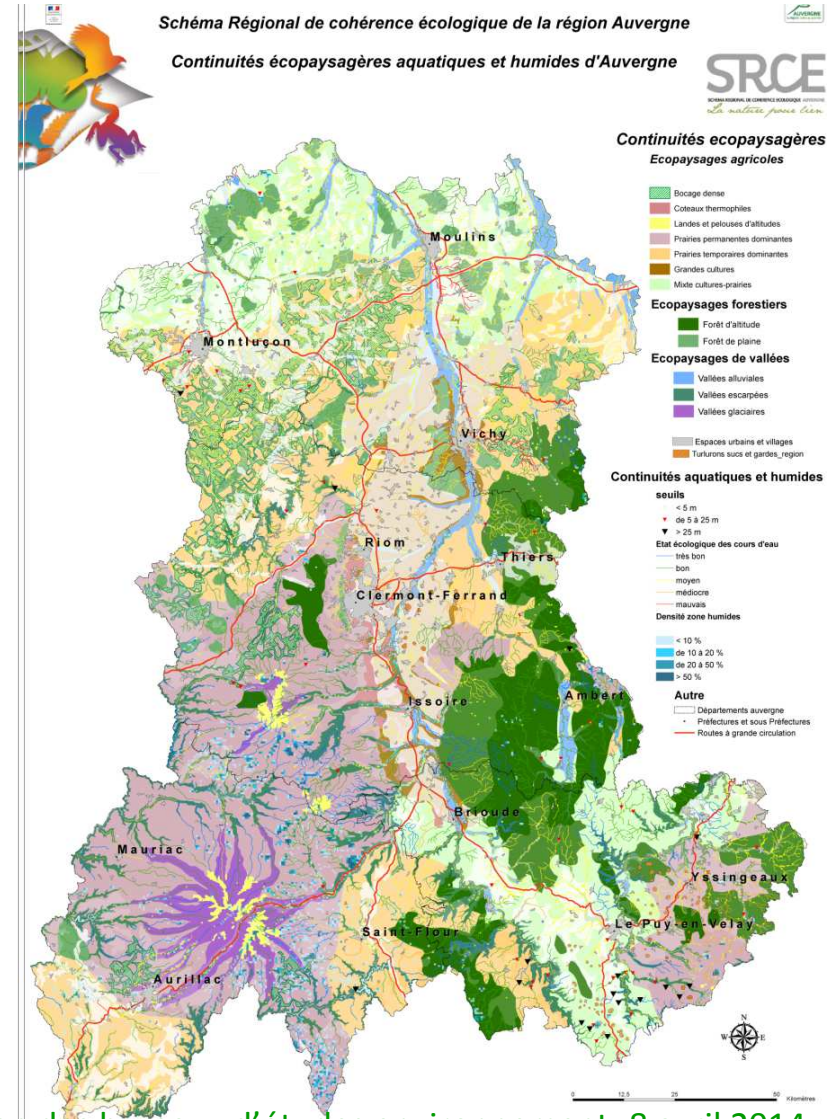 Schéma Régional de cohérence écologique de la région Auvergne
Continuités écopaysagères aquatiques et humides d'Auvergne
AUVERGNE
SRCE
SCHÉMA RÉGIONAL DE COHÉRENCE ÉCOLOGIQUE AUVERGNE
La nature pour lien
Continuités ecopaysagères
Ecopaysages agricoles
Bocage dense
Coteaux thermophiles
Landes et pelouses d'altitudes
Prairies permanentes dominantes
Prairies temporaires dominantes
Grandes cultures
Mixte cultures-prairies
Ecopaysages forestiers
Forêt d'altitude
Forêt de plaine
Ecopaysages de vallées
Vallées alluviales
Vallées escarpées
Vallées glaciaires
Espaces urbains et villages
Turlurons sucs et gardes_region
Continuités aquatiques et humides
seuils
< 5 m
de 5 à 25 m
> 25 m
Etat écologique des cours d'eau
très bon
bon
moyen
médiocre
mauvais
Densité zone humides
< 10 %
de 10 à 20 %
de 20 à 50 %
> 50 %
Autre
Départements auvergne
Préfectures et sous Préfectures
Routes à grande circulation
Moulins
Montluçon
Vichy
Riom
Thiers
Clermont-Ferrand
Issoire
Ambert
Brioude
Mauriac
Yssingeaux
Le Puy-en-Velay
Saint-Flour
Aurillac
N
W E
S
0 12,5 25 50
Kilomètres